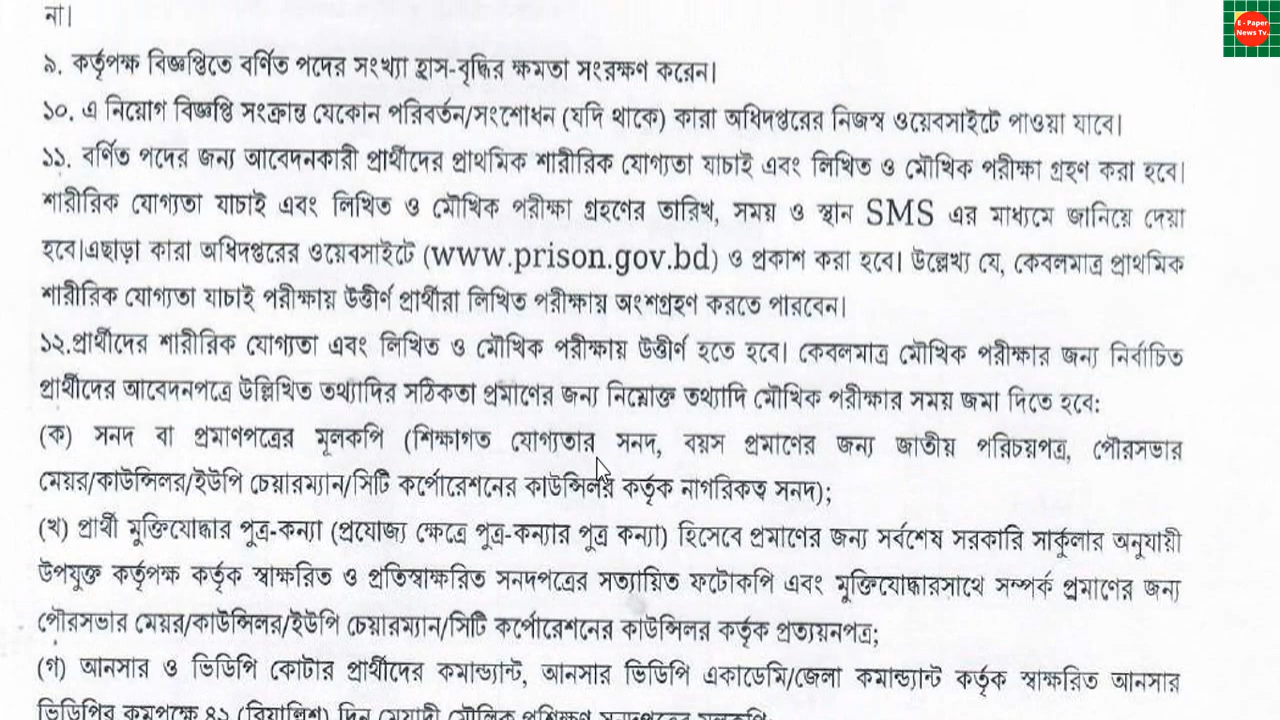 না।
৯. কর্তৃপক্ষ বিজ্ঞপ্তিতে বর্ণিত পদের সংখ্যা হ্রাস-বৃদ্ধির ক্ষমতা সংরক্ষণ করেন।
১০. এ নিয়োগ বিজ্ঞপ্তি সংক্রান্ত যেকোন পরিবর্তন/সংশোধন (যদি থাকে) কারা অধিদপ্তরের নিজস্ব ওয়েবসাইটে পাওয়া যাবে।
১১. বর্ণিত পদের জন্য আবেদনকারী প্রার্থীদের প্রাথমিক শারীরিক যোগ্যতা যাচাই এবং লিখিত ও মৌখিক পরীক্ষা গ্রহণ করা হবে।
শারীরিক যোগ্যতা যাচাই এবং লিখিত ও মৌখিক পরীক্ষা গ্রহণের তারিখ, সময় ও স্থান SMS এর মাধ্যমে জানিয়ে দেয়া
হবে।এছাড়া কারা অধিদপ্তরের ওয়েবসাইটে (www.prison.gov.bd) ও প্রকাশ করা হবে। উল্লেখ্য যে, কেবলমাত্র প্রাথমিক
শারীরিক যোগ্যতা যাচাই পরীক্ষায় উত্তীর্ণ প্রার্থীরা লিখিত পরীক্ষায় অংশগ্রহণ করতে পারবেন।
১২.প্রার্থীদের শারীরিক যোগ্যতা এবং লিখিত ও মৌখিক পরীক্ষায় উত্তীর্ণ হতে হবে। কেবলমাত্র মৌখিক পরীক্ষার জন্য নির্বাচিত
প্রার্থীদের আবেদনপত্রে উল্লিখিত তথ্যাদির সঠিকতা প্রমাণের জন্য নিম্নোক্ত তথ্যাদি মৌখিক পরীক্ষার সময় জমা দিতে হবে:
(ক) সনদ বা প্রমাণপত্রের মূলকপি (শিক্ষাগত যোগ্যতার সনদ, বয়স প্রমাণের জন্য জাতীয় পরিচয়পত্র, পৌরসভার
মেয়র/কাউন্সিলর/ইউপি চেয়ারম্যান/সিটি কর্পোরেশনের কাউন্সিলর কর্তৃক নাগরিকত্ব সনদ);
(খ) প্রার্থী মুক্তিযোদ্ধার পুত্র-কন্যা (প্রযোজ্য ক্ষেত্রে পুত্র-কন্যার পুত্র কন্যা) হিসেবে প্রমাণের জন্য সর্বশেষ সরকারি সার্কুলার অনুযায়ী
উপযুক্ত কর্তৃপক্ষ কর্তৃক স্বাক্ষরিত ও প্রতিস্বাক্ষরিত সনদপত্রের সত্যায়িত ফটোকপি এবং মুক্তিযোদ্ধারসাথে সম্পর্ক প্রমাণের জন্য
পৌরসভার মেয়র/কাউন্সিলর/ইউপি চেয়ারম্যান/সিটি কর্পোরেশনের কাউন্সিলর কর্তৃক প্রত্যয়নপত্র;
(গ) আনসার ও ভিডিপি কোটার প্রার্থীদের কমান্ড্যান্ট, আনসার ভিডিপি একাডেমি/জেলা কমান্ড্যান্ট কর্তৃক স্বাক্ষরিত আনসার
ভিডিপির কমপক্ষে ৪২ (বিয়াল্লিশ) দিন মেয়াদী মৌলিক প্রশিক্ষণ সনদপত্রের মূলকপি;
E - Paper
News Tv.